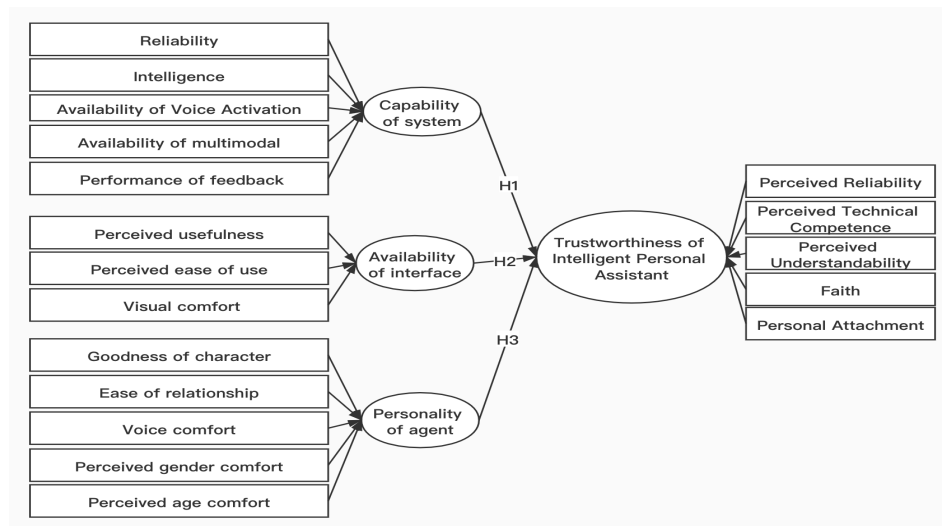 Reliability
Intelligence
Availability of Voice Activation
Availability of multimodal
Performance of feedback
Capability
of system
H1
Perceived usefulness
Perceived ease of use
Visual comfort
Availability
of interface
H2
Goodness of character
Ease of relationship
Voice comfort
Perceived gender comfort
Perceived age comfort
Personality
of agent
H3
Trustworthiness of
Intelligent Personal
Assistant
Perceived Reliability
Perceived Technical
Competence
Perceived
Understandability
Faith
Personal Attachment